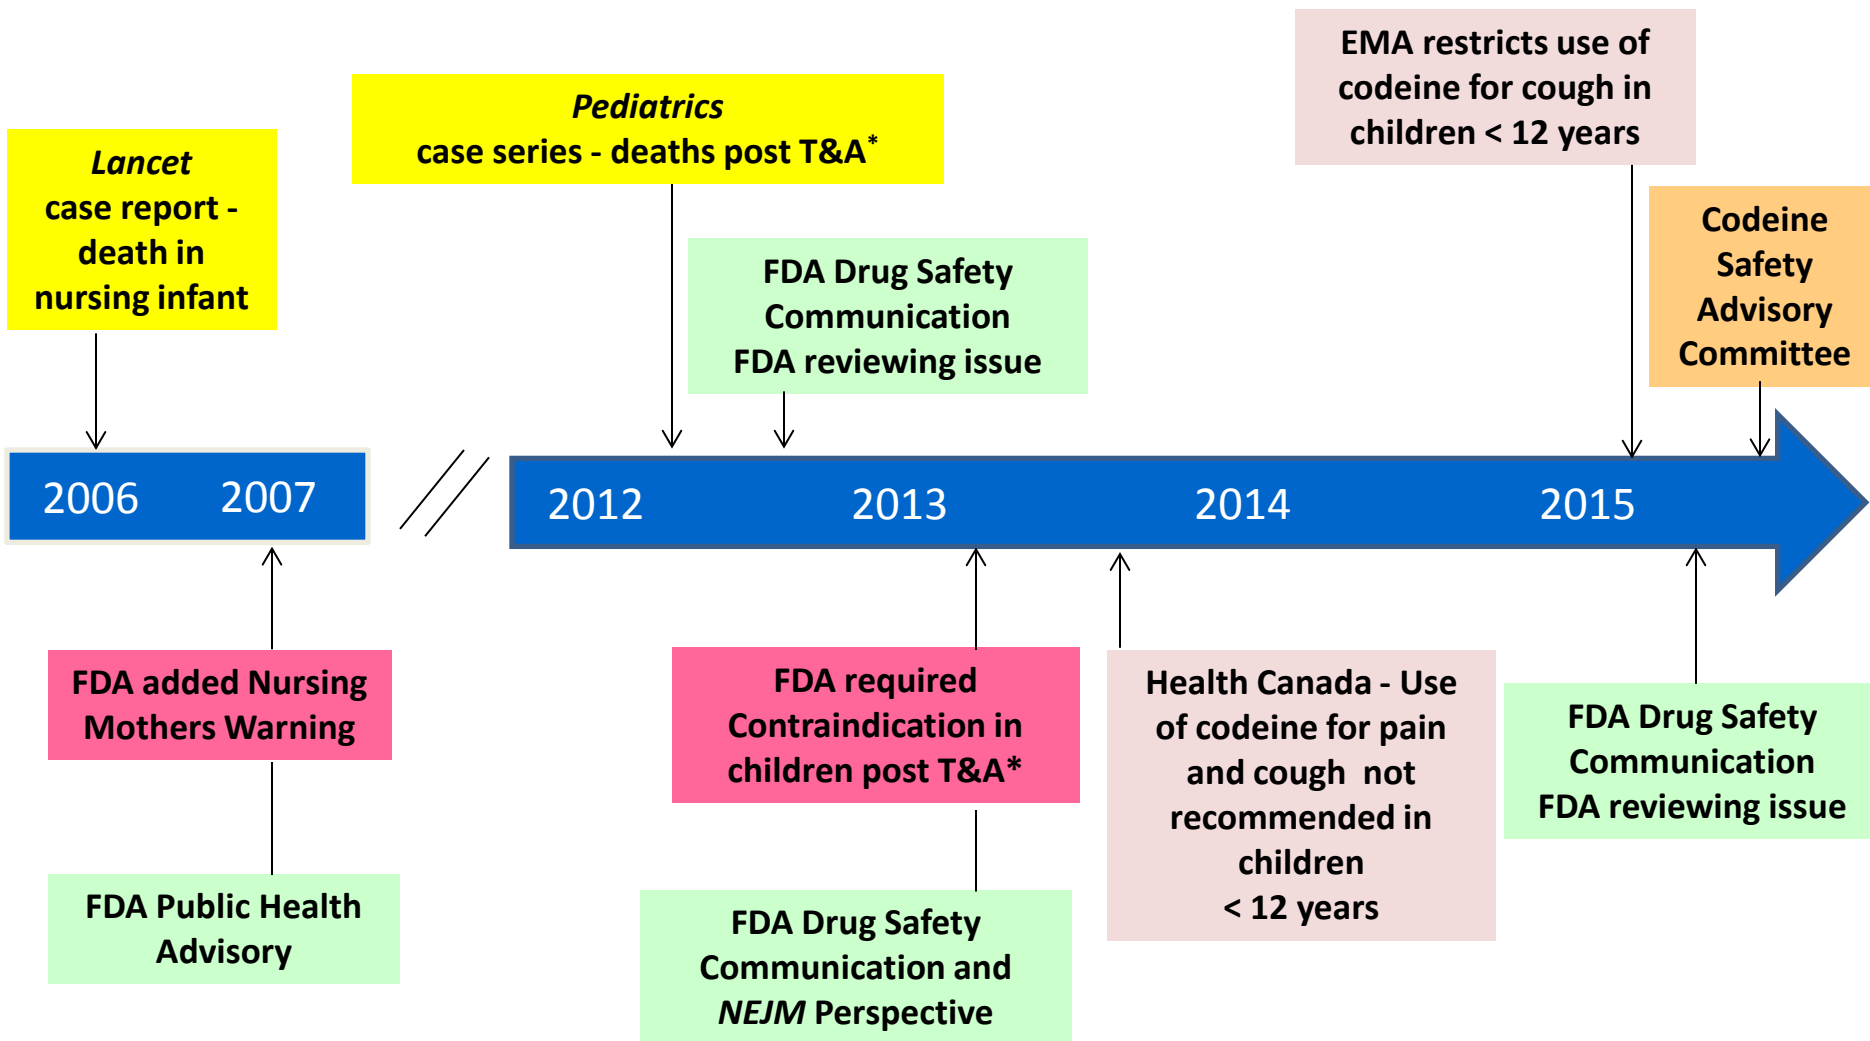 Lancet
case report -
death in
nursing infant
Pediatrics
case series - deaths post T&A*
FDA Drug Safety
Communication
FDA reviewing issue
EMA restricts use of
codeine for cough in
children < 12 years
Codeine
Safety
Advisory
Committee
2006
2007
2012
2013
2014
2015
FDA added Nursing
Mothers Warning
FDA Public Health
Advisory
FDA required
Contraindication in
children post T&A*
FDA Drug Safety
Communication and
NEJM Perspective
Health Canada - Use
of codeine for pain
and cough not
recommended in
children
< 12 years
FDA Drug Safety
Communication
FDA reviewing issue